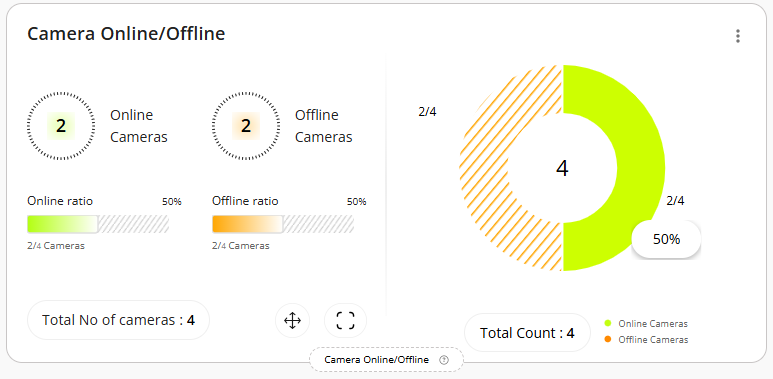 Camera Online/Offline
2
Online
Cameras
2
Offline
Cameras
Online ratio
50%
2/4 Cameras
Offline ratio
50%
2/4 Cameras
Total No of cameras : 4
2/4
4
2/4
50%
Total Count : 4
Online Cameras
Offline Cameras
Camera Online/Offline ?